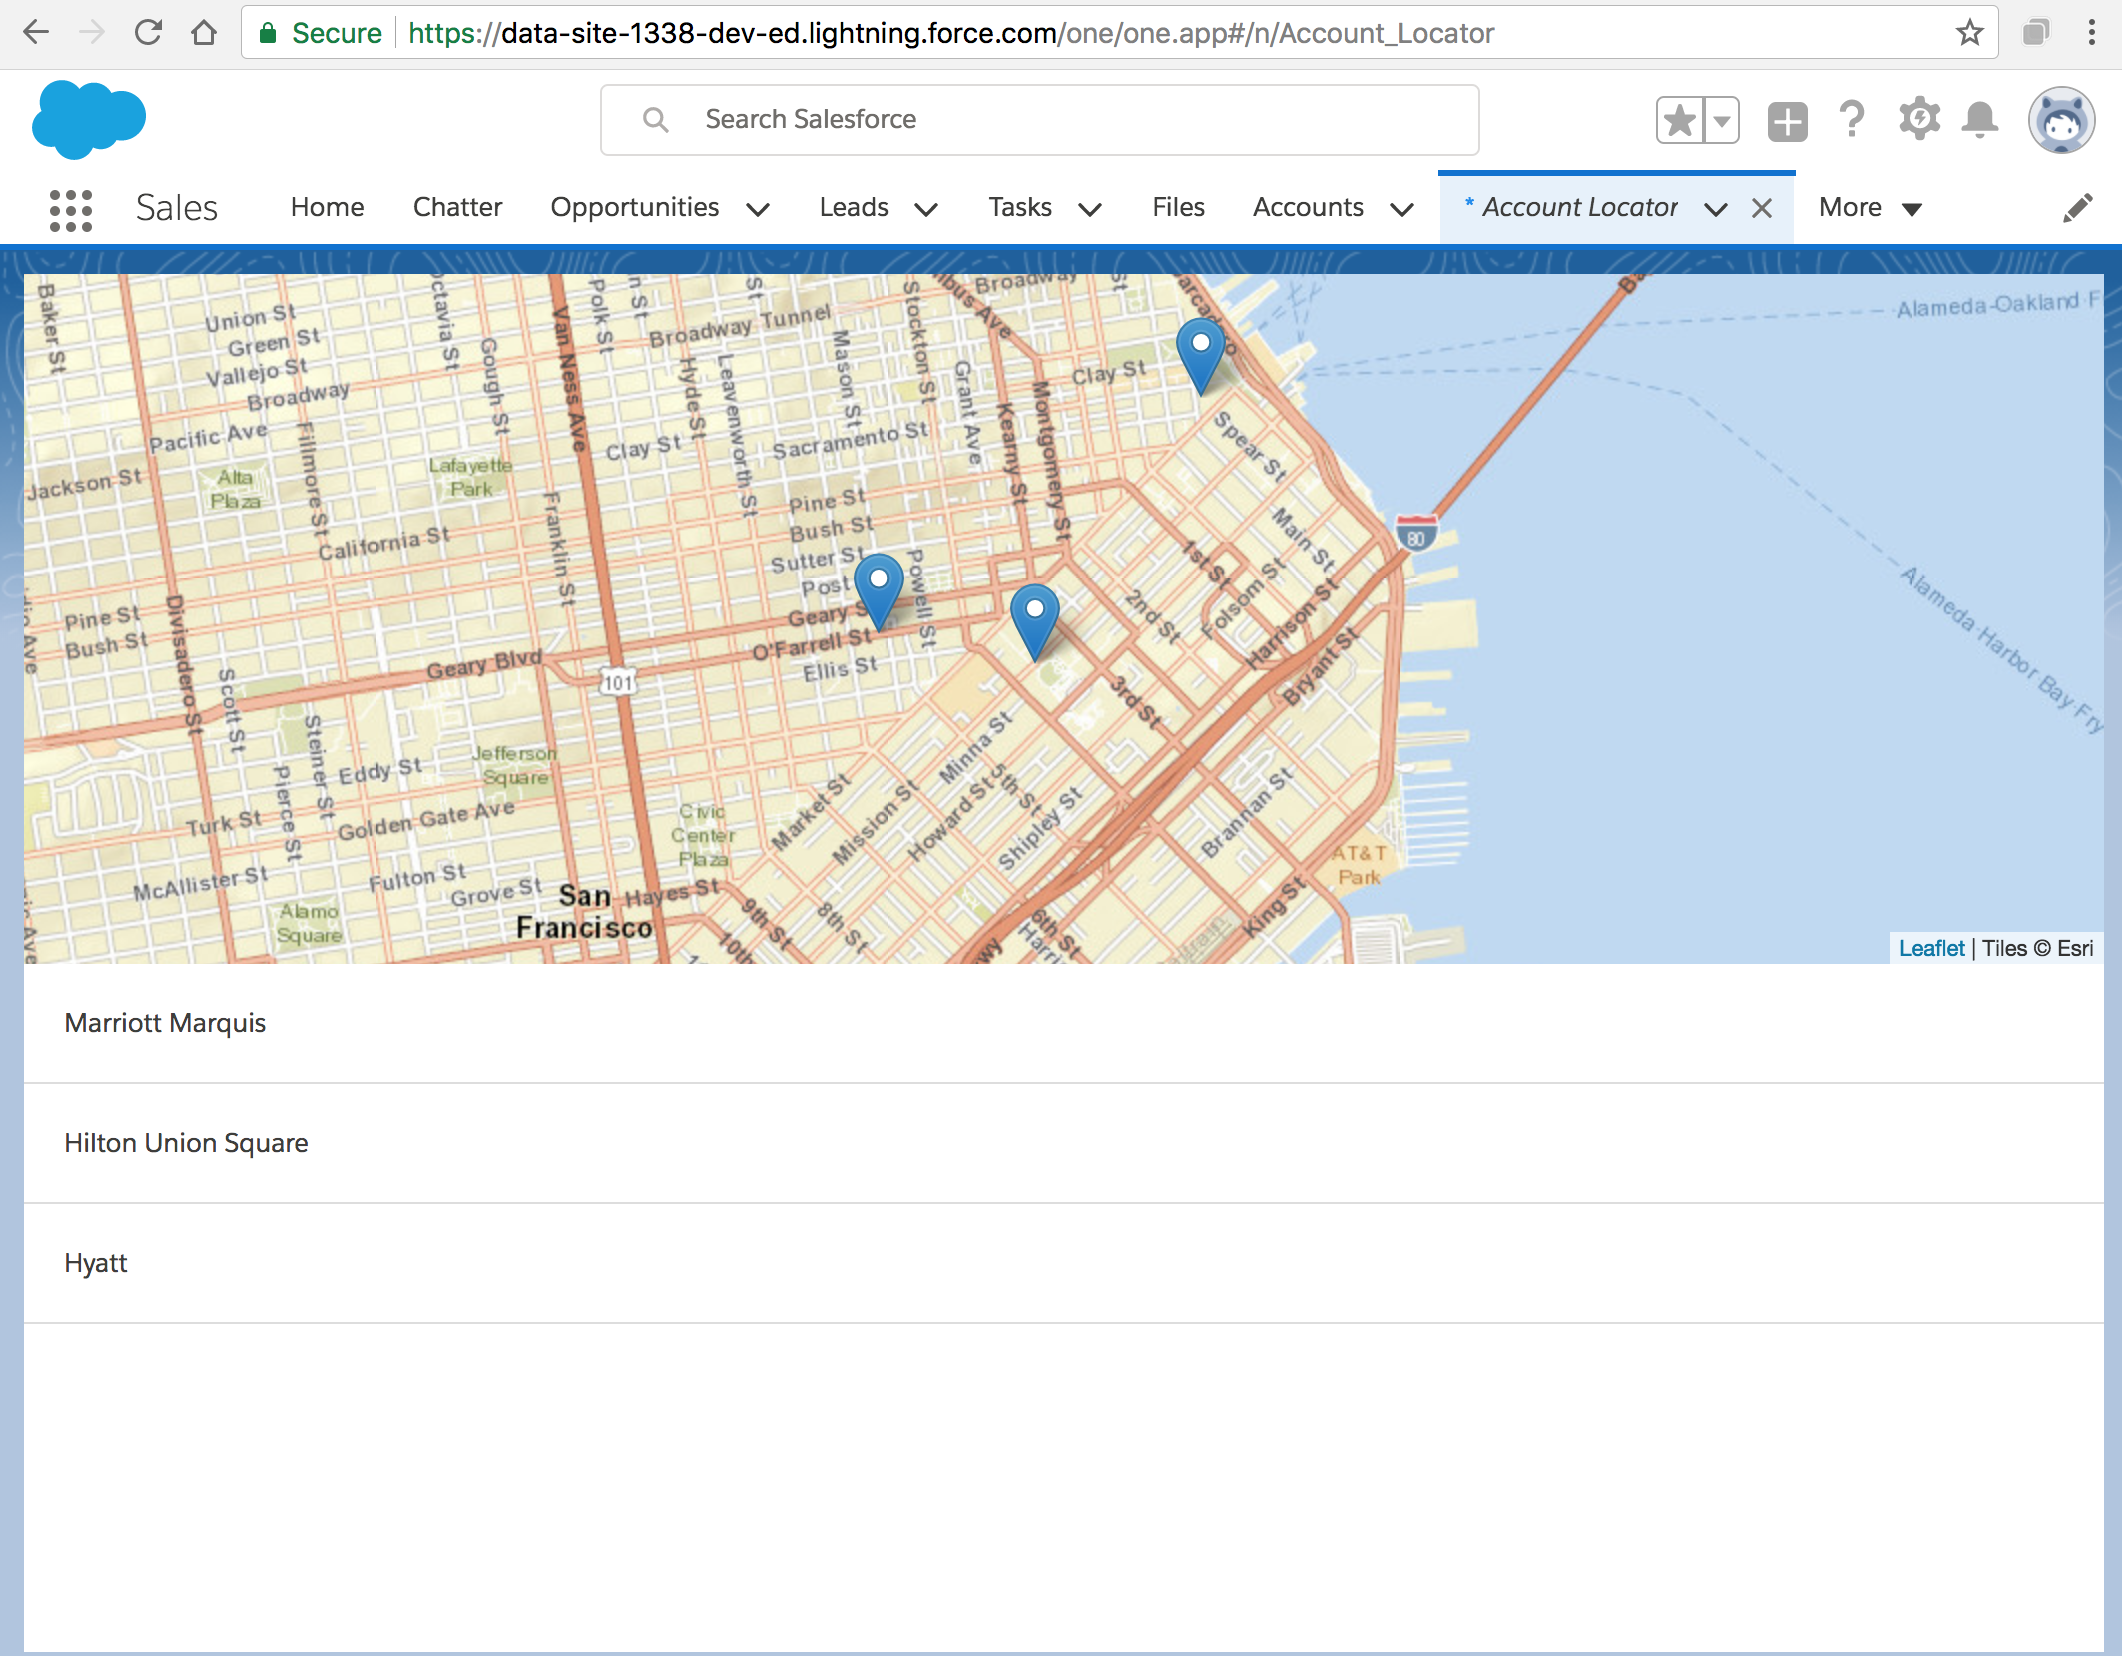 Secure https://data-site-1338-dev-ed.lightning.force.com/one/one.app#/n/Account_Locator
Search Salesforce
Sales Home Chatter Opportunities Leads Tasks Files Accounts * Account Locator More
Baker St
Union St
Green St
Vallejo St
Broadway
Pacific Ave
Jackson St
Alta
Plaza
Fillmore St
Octavia St
Gough St
Lafayette
Park
California St
Franklin St
Van Ness Ave
Polk St
Broadway Tunnel
Hyde St
Leavenworth St
Clay St
Mason St
Sacramento St
Stockton St
Grant Ave
Broadway
Kearny St
Montgomery St
Clay St
Pine St
Bush St
Sutter St
Post
Geary S
O'Farrell St
Ellis St
Powell St
Spear St
Main St
1st St
Folsom St
2nd St
Harrison St
Bryant St
3rd St
80
Alameda-Oakland F
Alameda Harbor Bay Fry
Pine St
Bush St
Divisadero St
Scott St
Geary Blvd
101
Steiner St
Pierce St
Eddy St
Jefferson
Square
Turk St
Golden Gate Ave
McAllister St
Fulton St
Grove St
Alamo
Square
San
Francisco
Hayes St
Civic
Center
Plaza
Market St
Mission St
Minna St
Howard St
5th St
Shipley St
Brannan St
AT&T
Park
King St
6th St
8th St
9th St
10th
Leaflet | Tiles © Esri
Marriott Marquis
Hilton Union Square
Hyatt